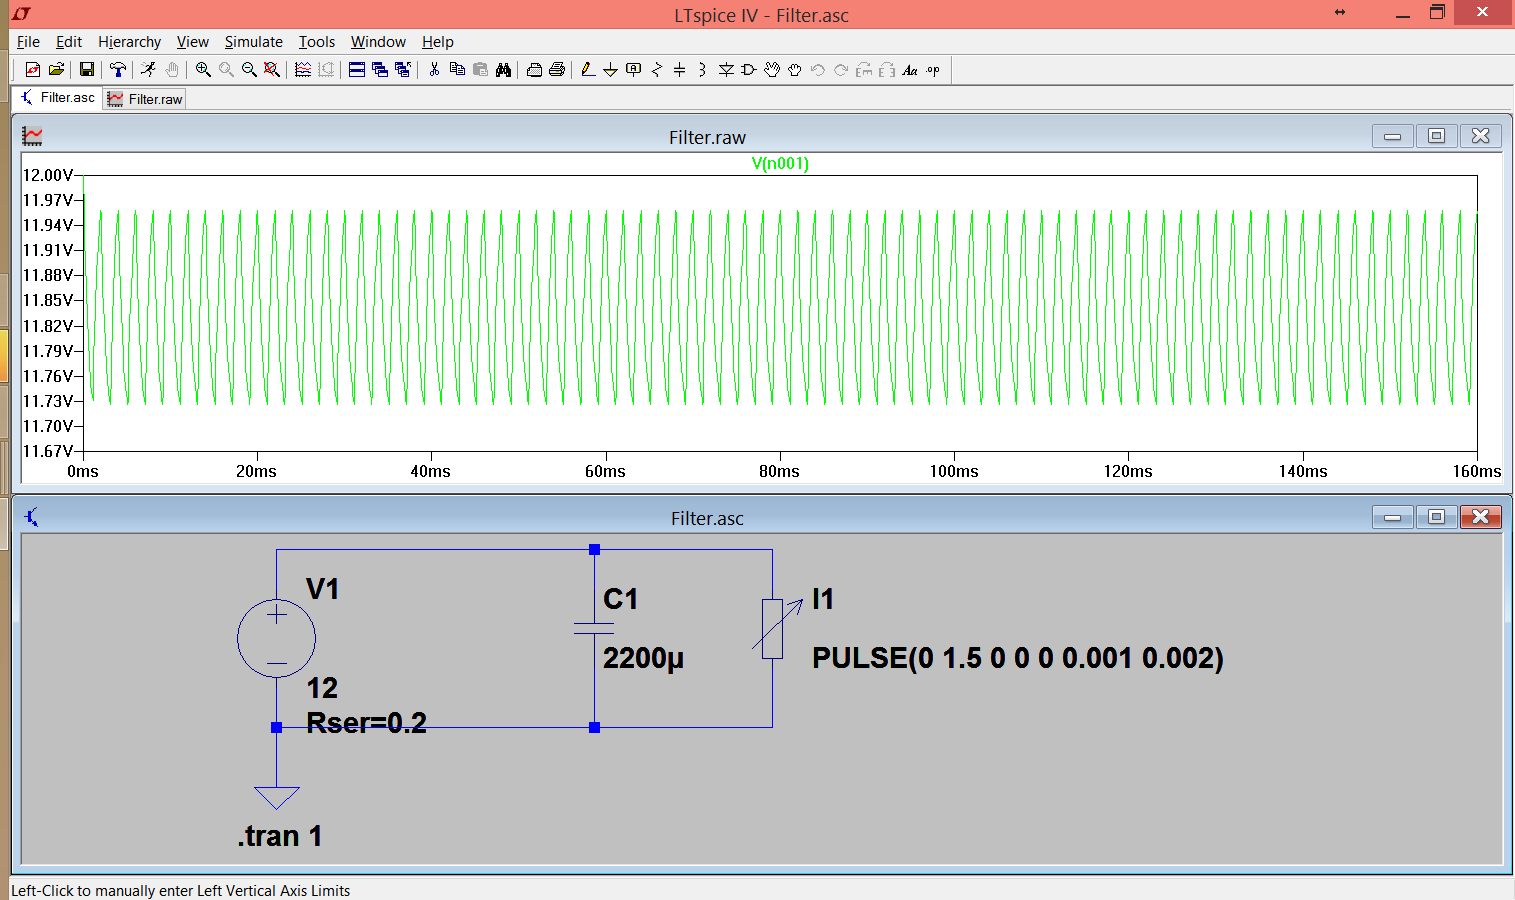 LTspice IV - Filter.asc
File Edit Hierarchy View Simulate Tools Window Help
Aa .op
Filter.asc Filter.raw
Filter.raw
V(n001)
12.00V
11.97V
11.94V
11.91V
11.88V
11.85V
11.82V
11.79V
11.76V
11.73V
11.70V
11.67V
0ms 20ms 40ms 60ms 80ms 100ms 120ms 140ms 160ms
Filter.asc
V1
12
Rser=0.2
C1
2200µ
I1
PULSE(0 1.5 0 0 0 0.001 0.002)
.tran 1
Left-Click to manually enter Left Vertical Axis Limits